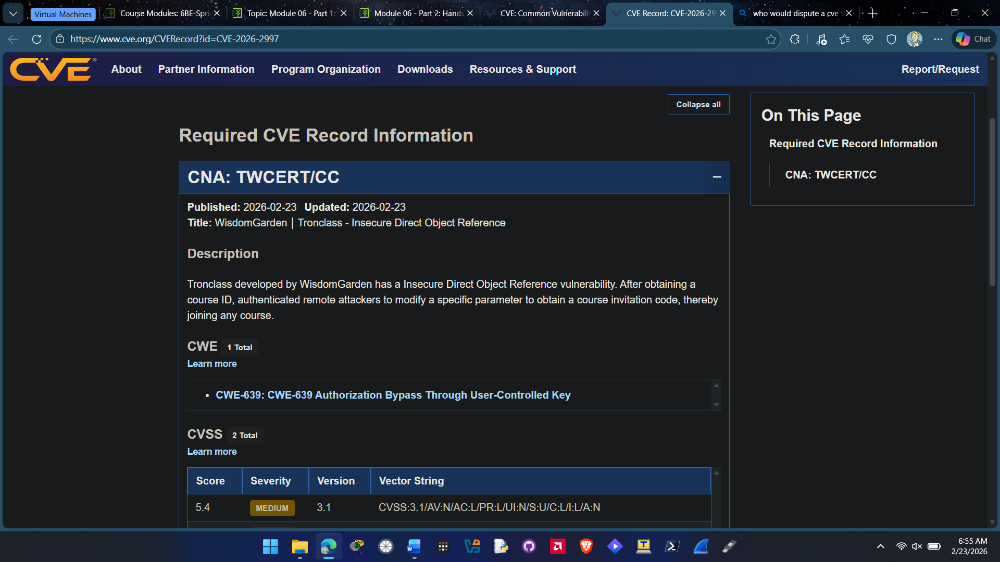 Virtual Machines
Course Modules: 6BE-Spri
Topic: Module 06 - Part 1:
Module 06 - Part 2: Hands
CVE: Common Vulnerabili
CVE Record: CVE-2026-29
who would dispute a cve
https://www.cve.org/CVERecord?id=CVE-2026-2997
Chat
CVE®
About
Partner Information
Program Organization
Downloads
Resources & Support
Report/Request
Collapse all
On This Page
Required CVE Record Information
CNA: TWCERT/CC
Required CVE Record Information
CNA: TWCERT/CC
Published: 2026-02-23 Updated: 2026-02-23
Title: WisdomGarden | Tronclass - Insecure Direct Object Reference
Description
Tronclass developed by WisdomGarden has a Insecure Direct Object Reference vulnerability. After obtaining a
course ID, authenticated remote attackers to modify a specific parameter to obtain a course invitation code, thereby
joining any course.
CWE 1 Total
Learn more
• CWE-639: CWE-639 Authorization Bypass Through User-Controlled Key
CVSS 2 Total
Learn more
Score Severity Version Vector String
5.4 MEDIUM 3.1 CVSS:3.1/AV:N/AC:L/PR:L/UI:N/S:U/C:L/I:L/A:N
6:55 AM
2/23/2026